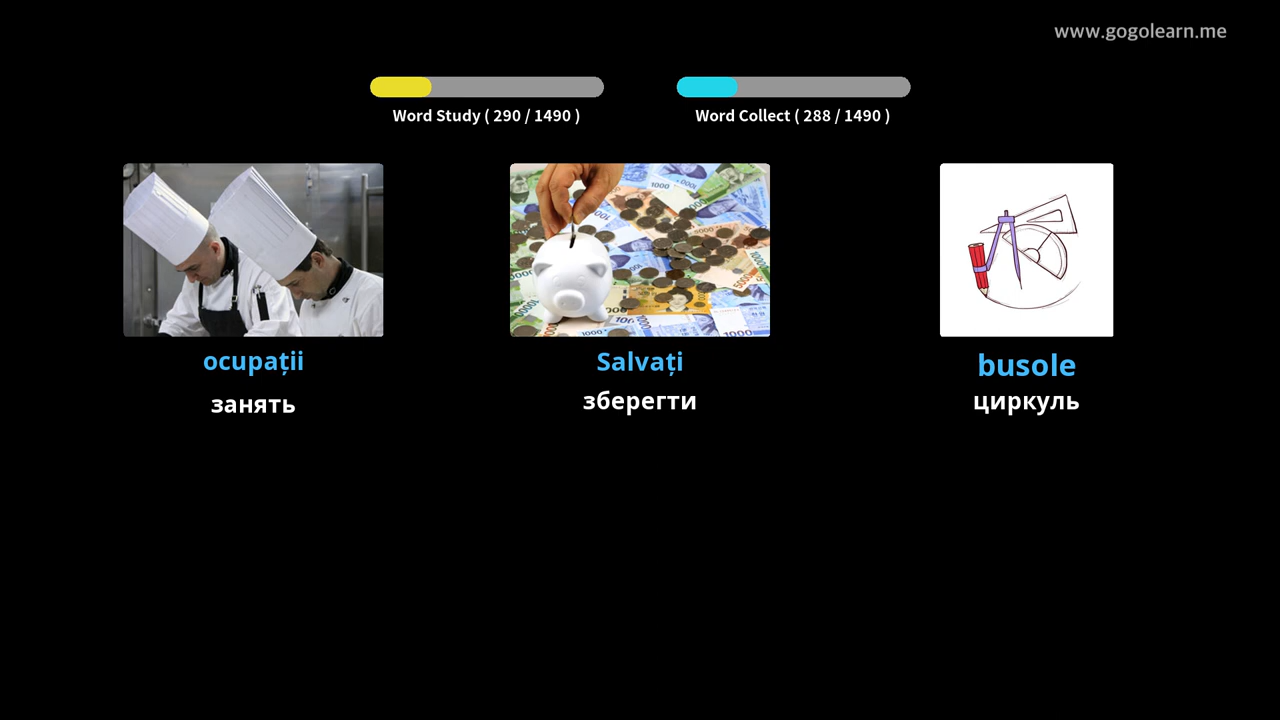 www.gogolearn.me
Word Study ( 290 / 1490 )
Word Collect ( 288 / 1490 )
ocupații
Salvați
busole
занять
зберегти
циркуль